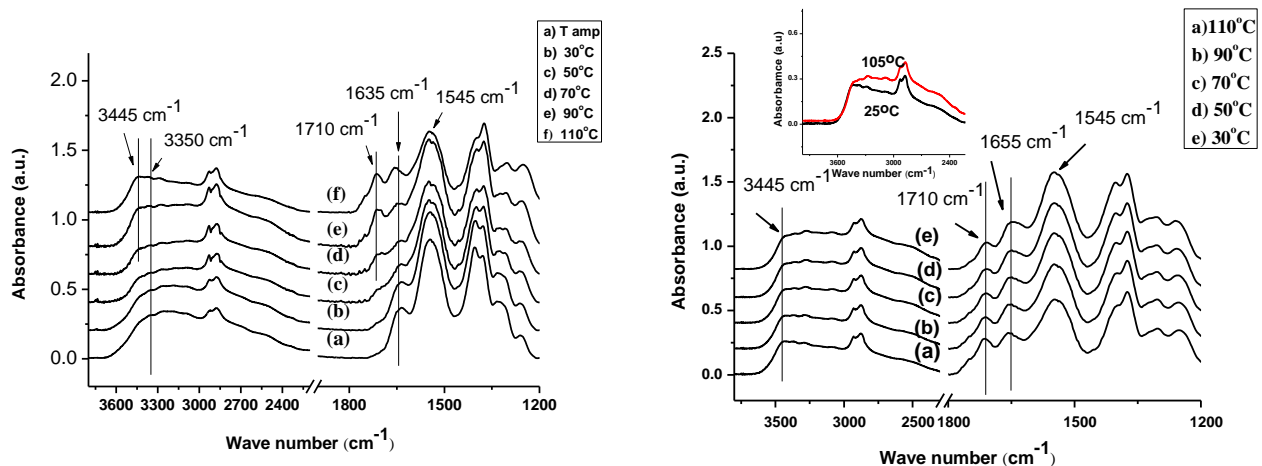 a) T amp
b) 30°C
c) 50°C
d) 70°C
e) 90°C
f) 110°C
3445 cm-1
3350 cm-1
1710 cm-1
1635 cm-1
1545 cm-1
2.0
1.5
1.0
0.5
0.0
Absorbance (a.u.)
(f)
(e)
(d)
(c)
(b)
(a)
3600 3300 3000 2700 2400 1800 1500 1200
Wave number (cm-1)
a)110°C
b) 90°C
c) 70°C
d) 50°C
e) 30°C
0.6
0.3
0.0
Absorbamce (a.u)
105°C
25°C
3600 3000 2400
Wave number (cm-1)
3445 cm-1
1710 cm-1
1655 cm-1
1545 cm-1
2.5
2.0
1.5
1.0
0.5
0.0
Absorbance (a.u.)
(e)
(d)
(c)
(b)
(a)
3500 3000 2500 1800 1500 1200
Wave number (cm-1)